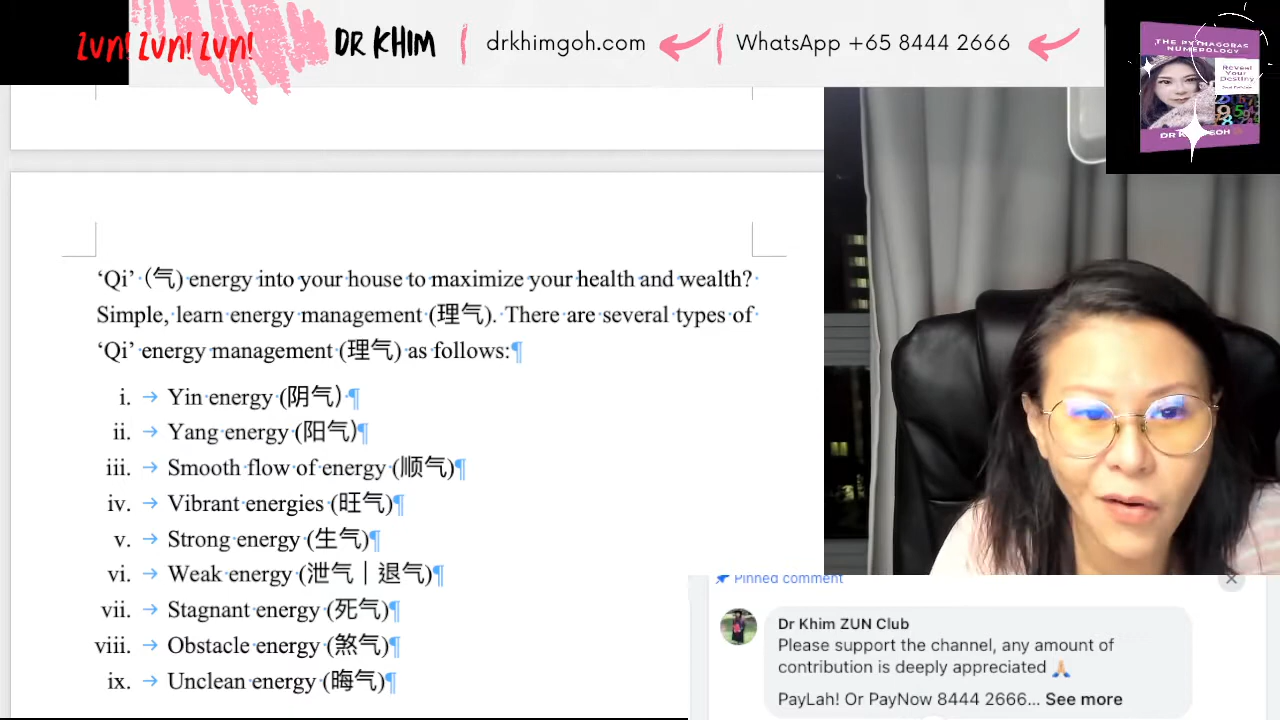 ZUN! ZUN! ZUN!
DR KHIM
drkhimgoh.com
WhatsApp +65 8444 2666
THE PYTHAGORAS
NUMEROLOGY
Reveal
Your
Destiny
‘Qi’ (气) energy into your house to maximize your health and wealth?
Simple, learn energy management (理气). There are several types of
‘Qi’ energy management (理气) as follows:
i. → Yin energy (阴气)
ii. → Yang energy (阳气)
iii. → Smooth flow of energy (顺气)
iv. → Vibrant energies (旺气)
v. → Strong energy (生气)
vi. → Weak energy (泄气｜退气)
vii. → Stagnant energy (死气)
viii. → Obstacle energy (煞气)
ix. → Unclean energy (晦气)
Pinned comment
Dr Khim ZUN Club
Please support the channel, any amount of
contribution is deeply appreciated 🙏🏻
PayLah! Or PayNow 8444 2666... See more